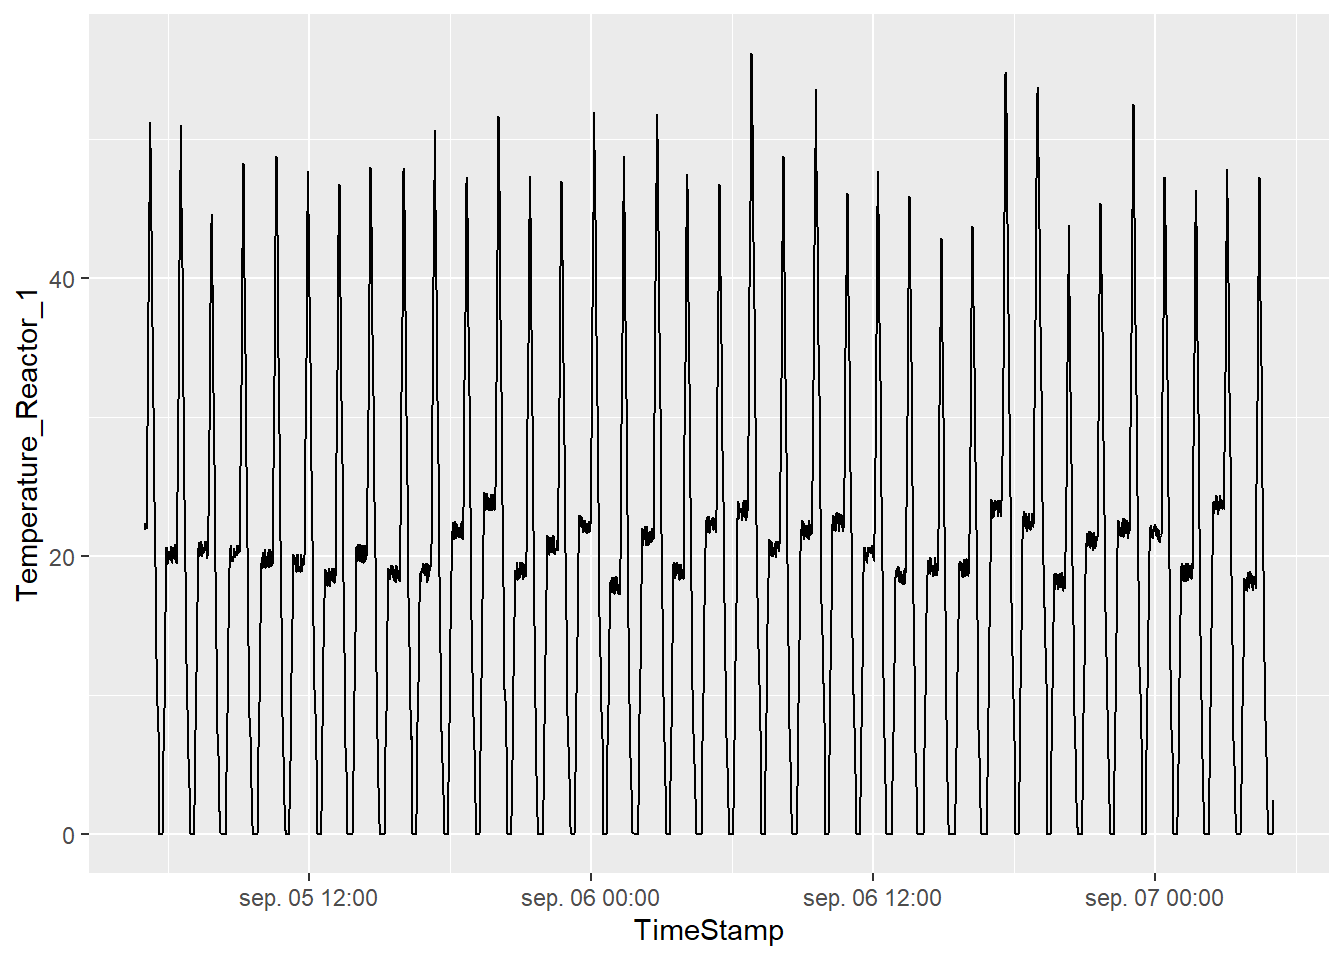 Temperature_Reactor_1
40
20
0
sep. 05 12:00
sep. 06 00:00
sep. 06 12:00
sep. 07 00:00
TimeStamp